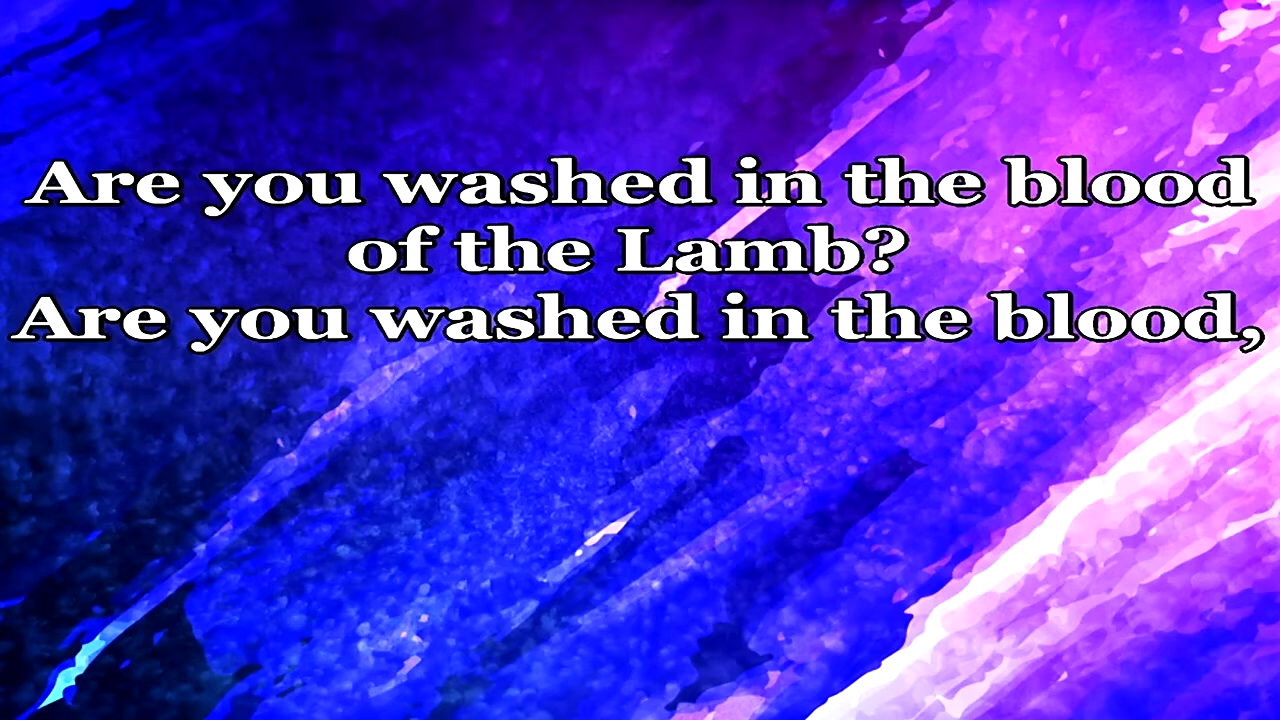 Are you washed in the blood
of the Lamb?
Are you washed in the blood,